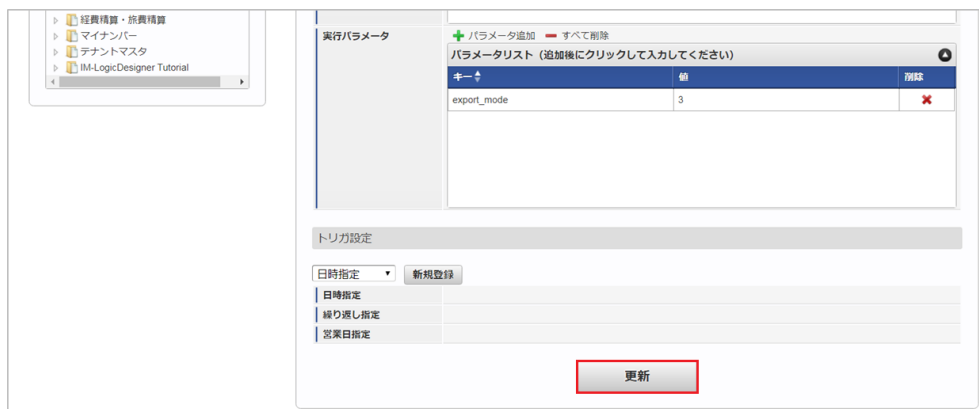 経費精算・旅費精算
マイナンバー
テナントマスタ
IM-LogicDesigner Tutorial
実行パラメータ
パラメータ追加 すべて削除
パラメータリスト（追加後にクリックして入力してください）
キー 値 削除
export_mode 3
トリガ設定
日時指定 新規登録
日時指定
繰り返し指定
営業日指定
更新